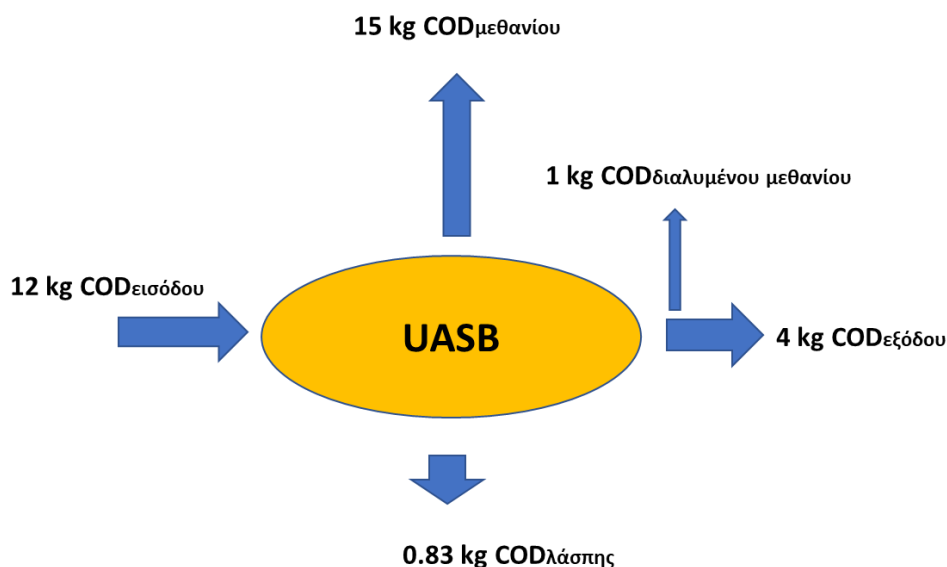 15 kg CODμεθανίου
1 kg CODδιαλυμένου μεθανίου
12 kg CODεισόδου
UASB
4 kg CODεξόδου
0.83 kg CODλάσπης